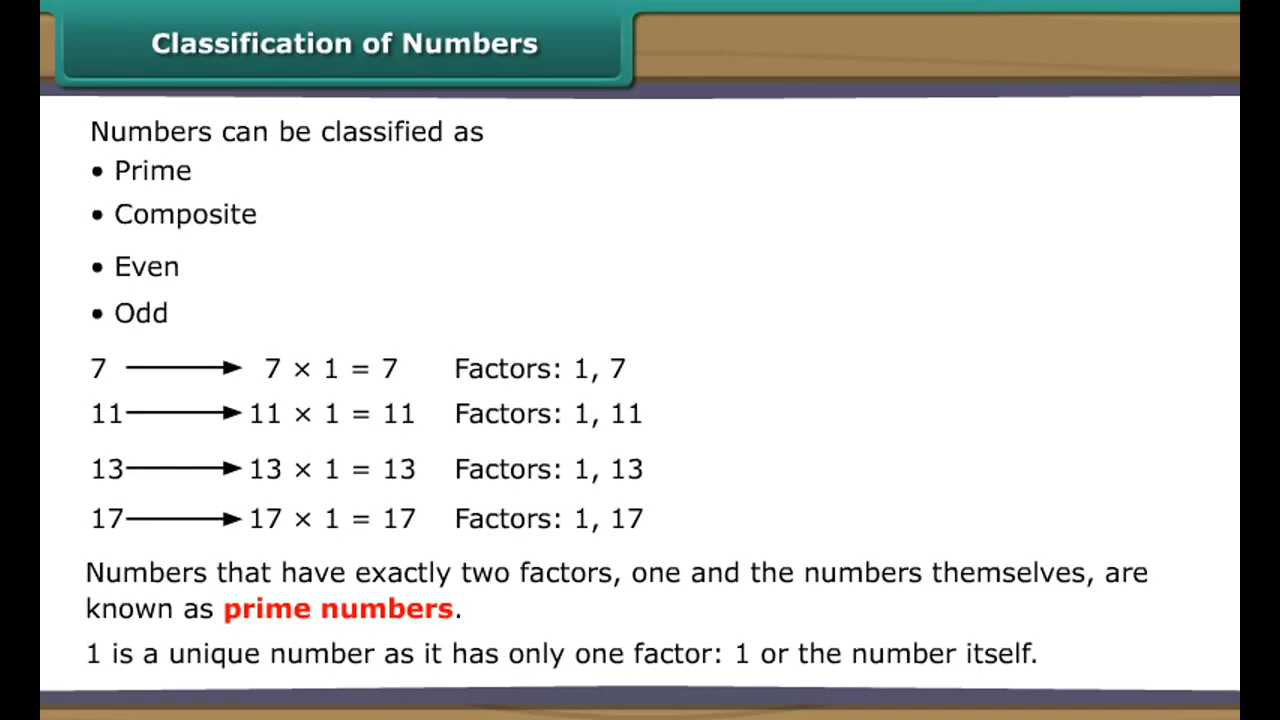 Classification of Numbers
Numbers can be classified as
• Prime
• Composite
• Even
• Odd
7 → 7 × 1 = 7 Factors: 1, 7
11 → 11 × 1 = 11 Factors: 1, 11
13 → 13 × 1 = 13 Factors: 1, 13
17 → 17 × 1 = 17 Factors: 1, 17
Numbers that have exactly two factors, one and the numbers themselves, are
known as prime numbers.
1 is a unique number as it has only one factor: 1 or the number itself.